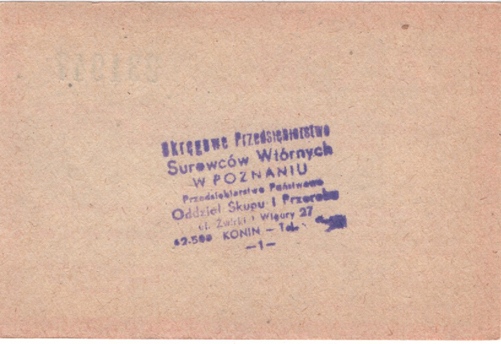 Okręgowe Przedsiębiorstwo
Surowców Wtórnych
W POZNANIU
Przedsiębiorstwo Państwowe
Oddział Skupu i Przerobu
ul. Żwirki i Wigury 27
62-500 KONIN – Tel.
–1–